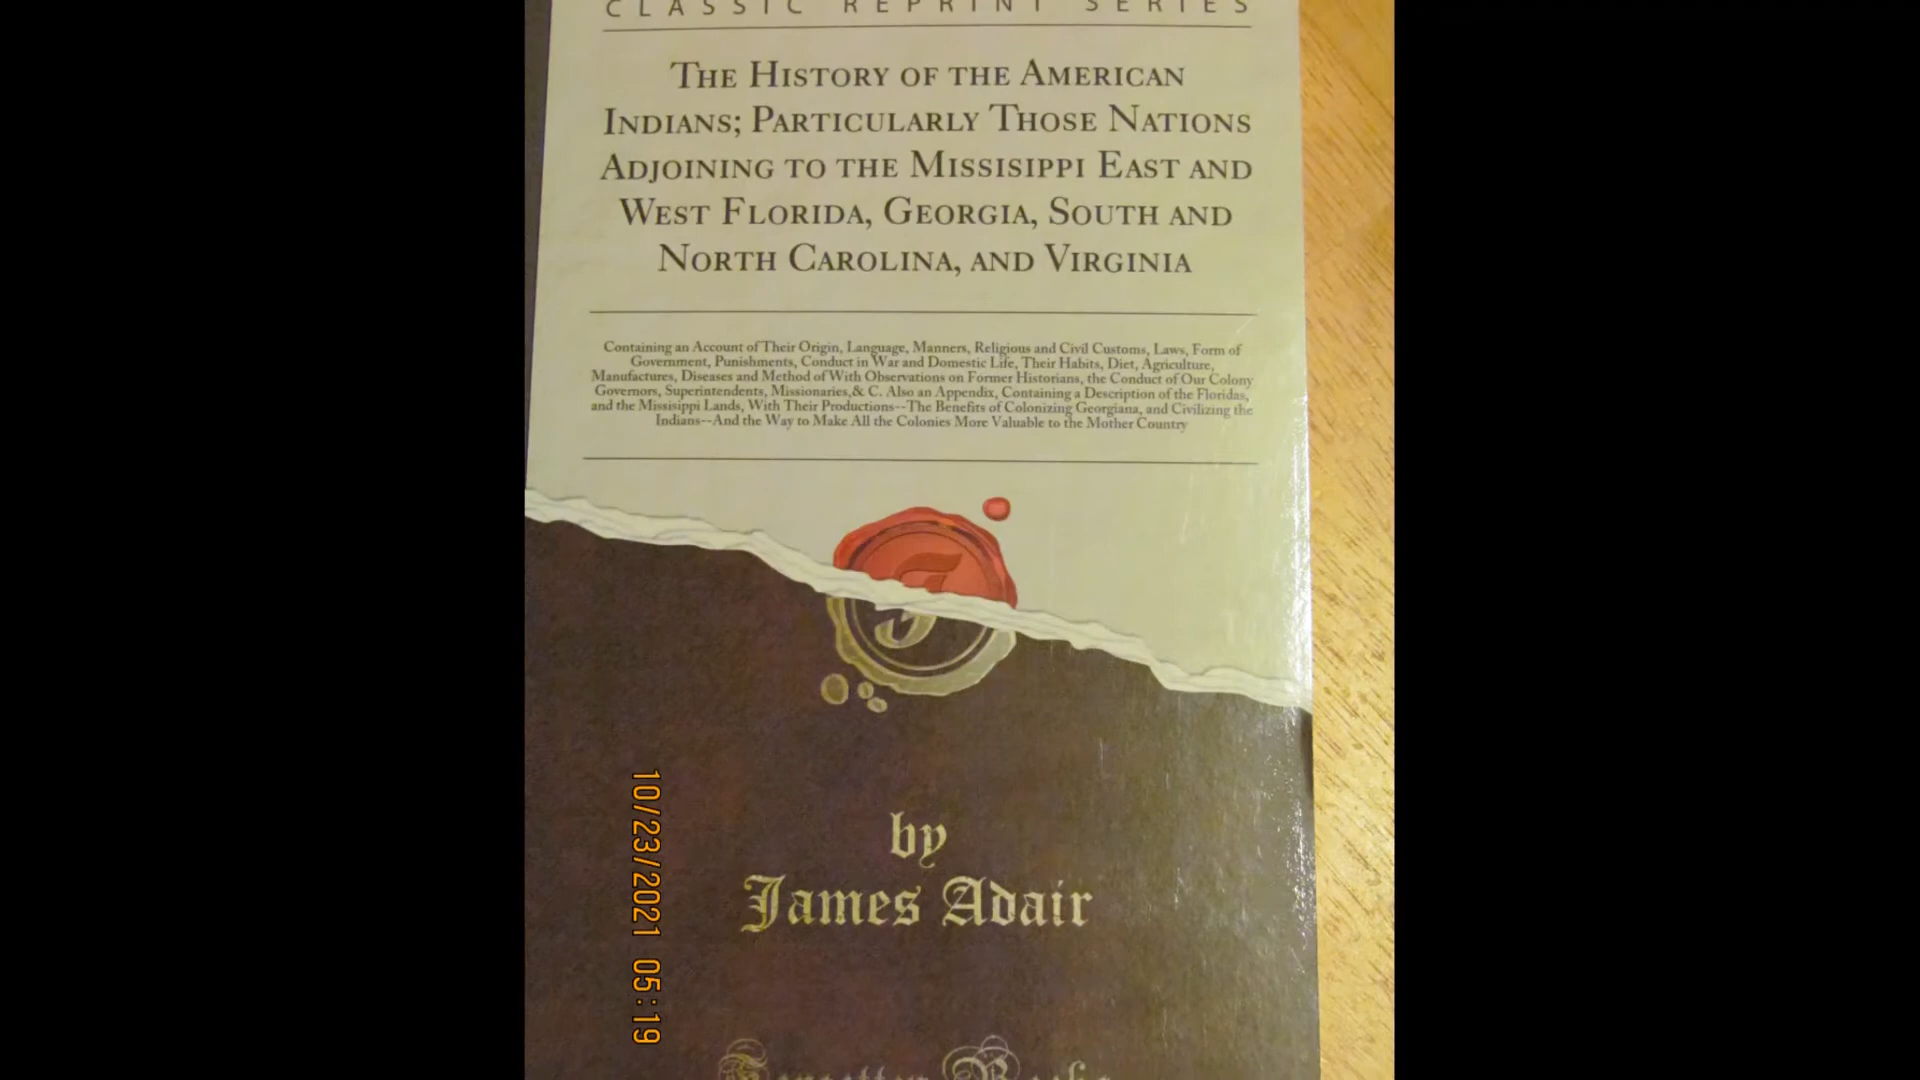 CLASSIC REPRINT SERIES
THE HISTORY OF THE AMERICAN
INDIANS; PARTICULARLY THOSE NATIONS
ADJOINING TO THE MISSISIPPI EAST AND
WEST FLORIDA, GEORGIA, SOUTH AND
NORTH CAROLINA, AND VIRGINIA
Containing an Account of Their Origin, Language, Manners, Religious and Civil Customs, Laws, Form of
Government, Punishments, Conduct in War and Domestic Life, Their Habits, Diet, Agriculture,
Manufactures, Diseases and Method of With Observations on Former Historians, the Conduct of Our Colony
Governors, Superintendents, Missionaries,& C. Also an Appendix, Containing a Description of the Floridas,
and the Missisippi Lands, With Their Productions--The Benefits of Colonizing Georgiana, and Civilizing the
Indians--And the Way to Make All the Colonies More Valuable to the Mother Country
F
by
James Adair
Forgotten Books
10/23/2021 05:19